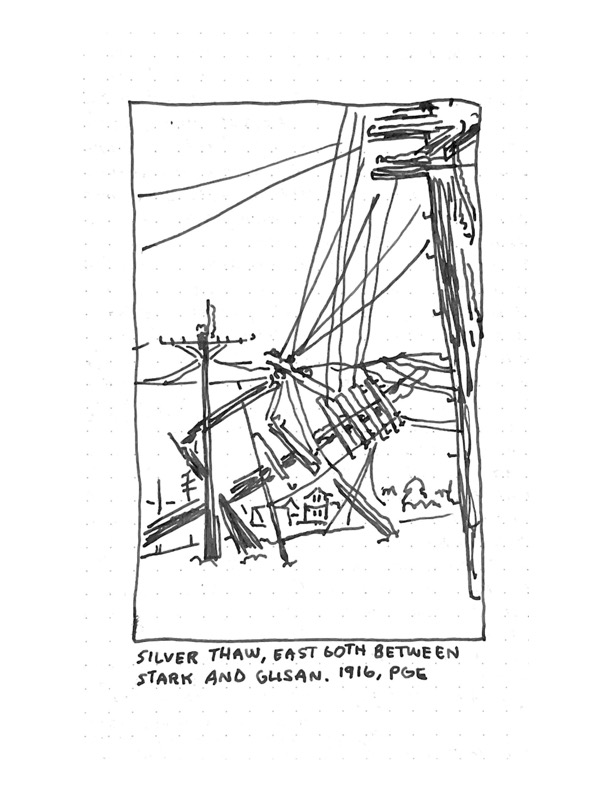 SILVER THAW, EAST 60TH BETWEEN
STARK AND GLISAN. 1916, PGE